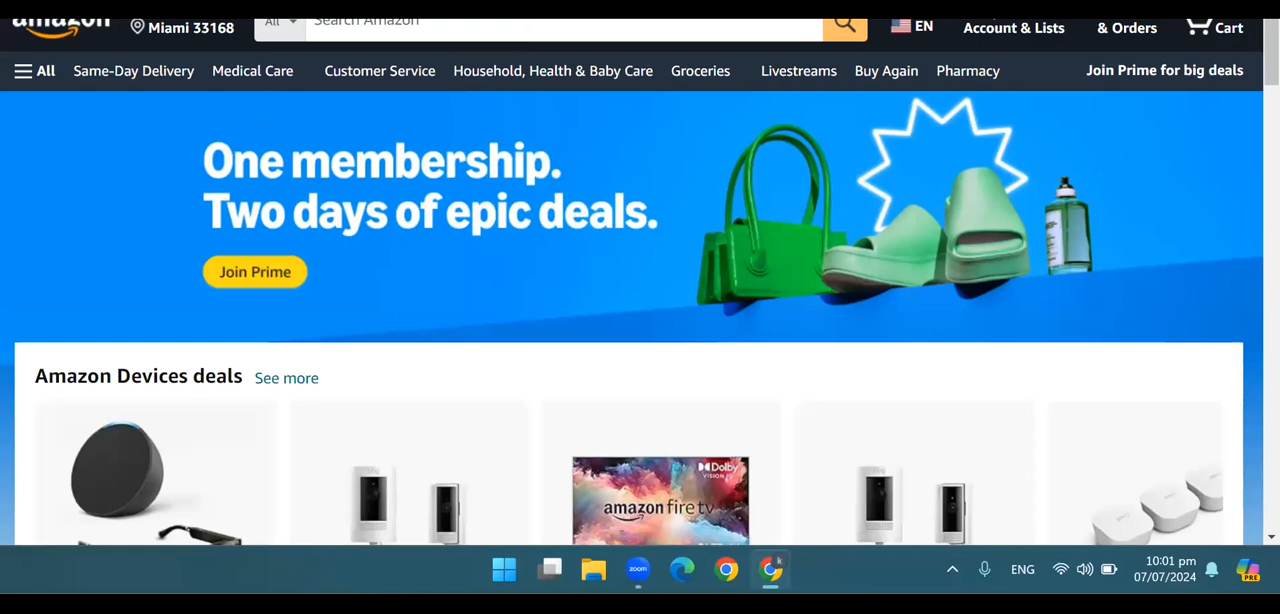 amazon
Miami 33168
All
Search Amazon
EN
Account & Lists
& Orders
Cart
All
Same-Day Delivery
Medical Care
Customer Service
Household, Health & Baby Care
Groceries
Livestreams
Buy Again
Pharmacy
Join Prime for big deals
One membership.
Two days of epic deals.
Join Prime
Amazon Devices deals
See more
Dolby
VISION
amazon fire tv
zoom
k
ENG
10:01 pm
07/07/2024
PRE